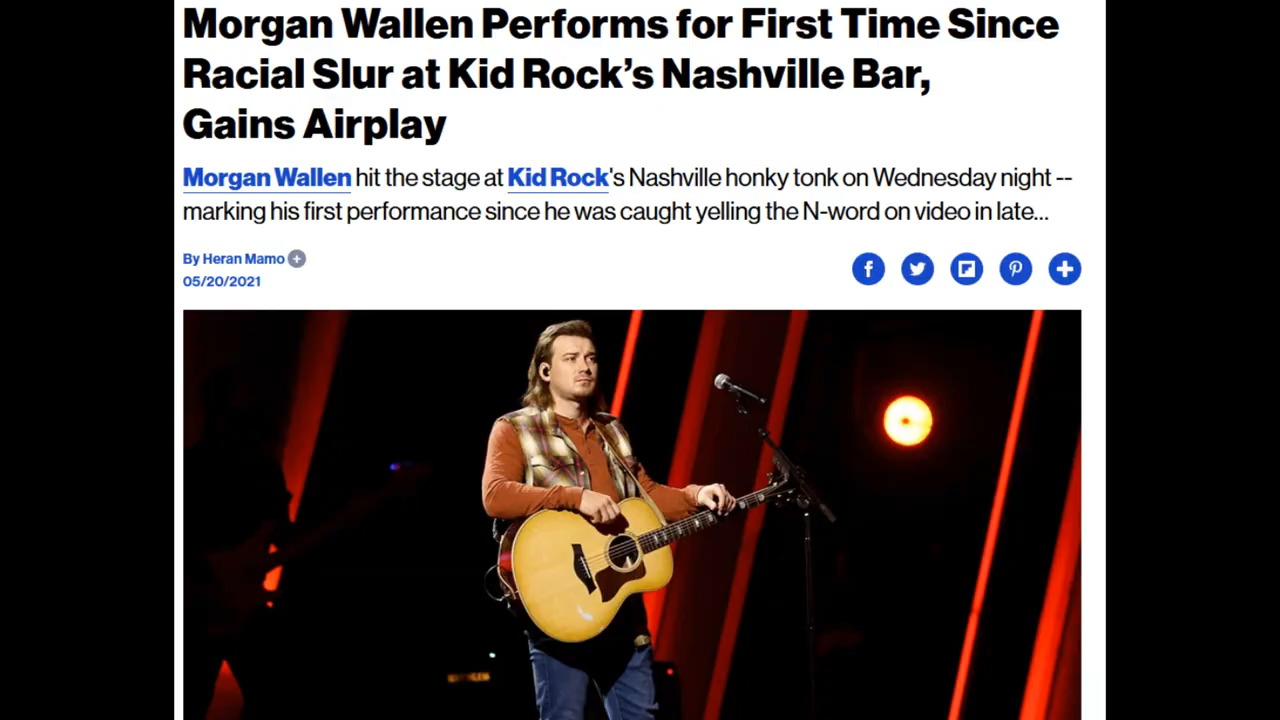 Morgan Wallen Performs for First Time Since
Racial Slur at Kid Rock’s Nashville Bar,
Gains Airplay
Morgan Wallen hit the stage at Kid Rock's Nashville honky tonk on Wednesday night --
marking his first performance since he was caught yelling the N-word on video in late...
By Heran Mamo +
05/20/2021